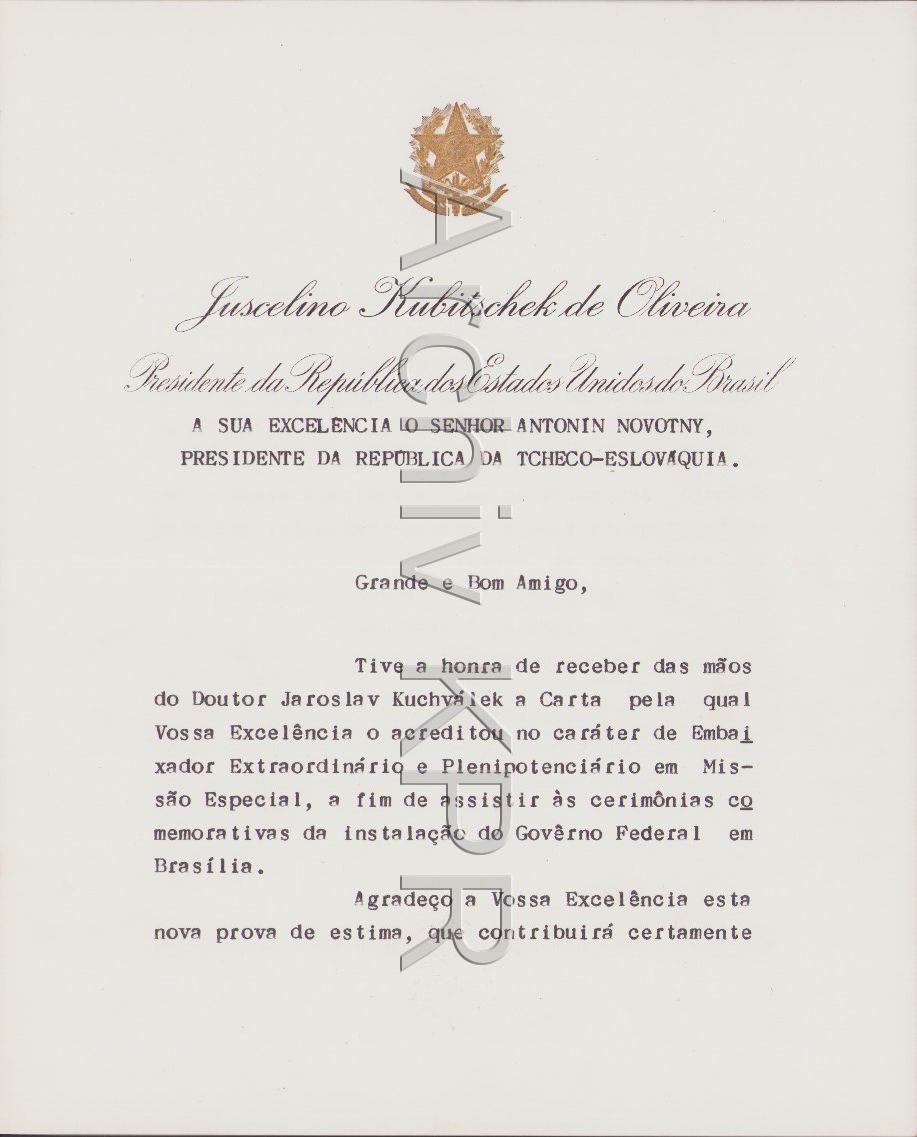 Juscelino Kubitschek de Oliveira
Presidente da República dos Estados Unidos do Brasil
A SUA EXCELÊNCIA O SENHOR ANTONÍN NOVOTNY,
PRESIDENTE DA REPÚBLICA DA TCHECO-ESLOVÁQUIA.
Grande e Bom Amigo,
Tive a honra de receber das mãos
do Doutor Jaroslav Kuchválek a Carta pela qual
Vossa Excelência o acreditou no caráter de Embai
xador Extraordinário e Plenipotenciário em Mis-
são Especial, a fim de assistir às cerimônias co
memorativas da instalação do Govêrno Federal em
Brasília.
Agradeço a Vossa Excelência esta
nova prova de estima, que contribuirá certamente
Archiv KPR